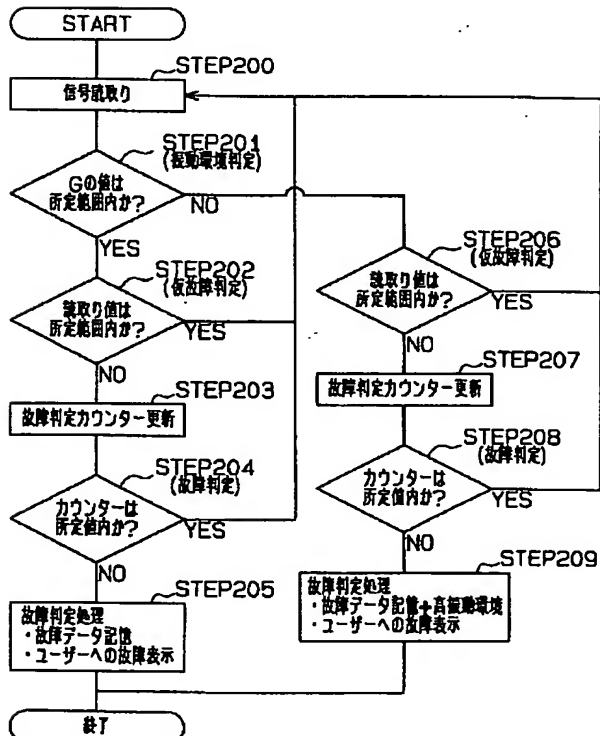 START
STEP200
信号読取り
STEP201
(振動環境判定)
Gの値は
所定範囲内か?
NO
YES
STEP202
(仮故障判定)
読取り値は
所定範囲内か?
YES
NO
STEP203
故障判定カウンター更新
STEP204
(故障判定)
カウンターは
所定値内か?
YES
NO
STEP205
故障判定処理
・故障データ記憶
・ユーザーへの故障表示
終了
STEP206
(仮故障判定)
読取り値は
所定範囲内か?
YES
NO
STEP207
故障判定カウンター更新
STEP208
(故障判定)
カウンターは
所定値内か?
YES
NO
STEP209
故障判定処理
・故障データ記憶+高振動環境
・ユーザーへの故障表示